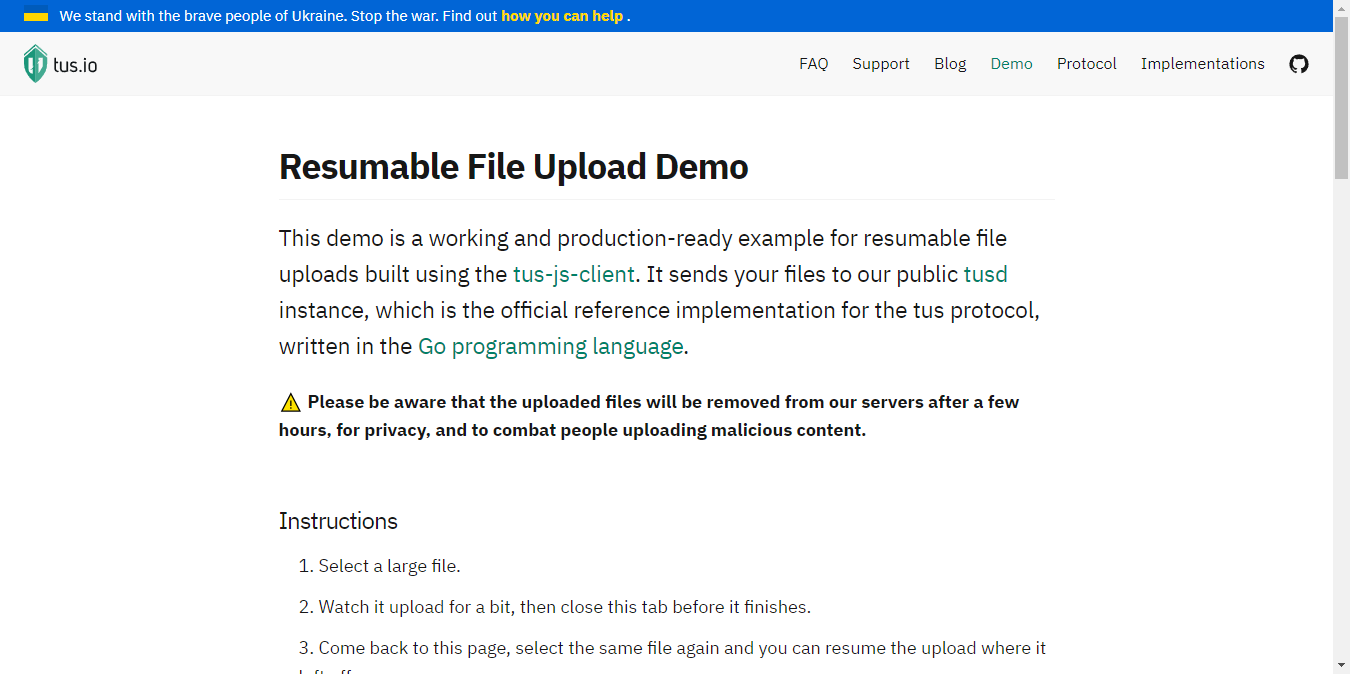 We stand with the brave people of Ukraine. Stop the war. Find out how you can help .
tus.io
FAQ Support Blog Demo Protocol Implementations
Resumable File Upload Demo
This demo is a working and production-ready example for resumable file
uploads built using the tus-js-client. It sends your files to our public tusd
instance, which is the official reference implementation for the tus protocol,
written in the Go programming language.
⚠️ Please be aware that the uploaded files will be removed from our servers after a few
hours, for privacy, and to combat people uploading malicious content.
Instructions
1. Select a large file.
2. Watch it upload for a bit, then close this tab before it finishes.
3. Come back to this page, select the same file again and you can resume the upload where it